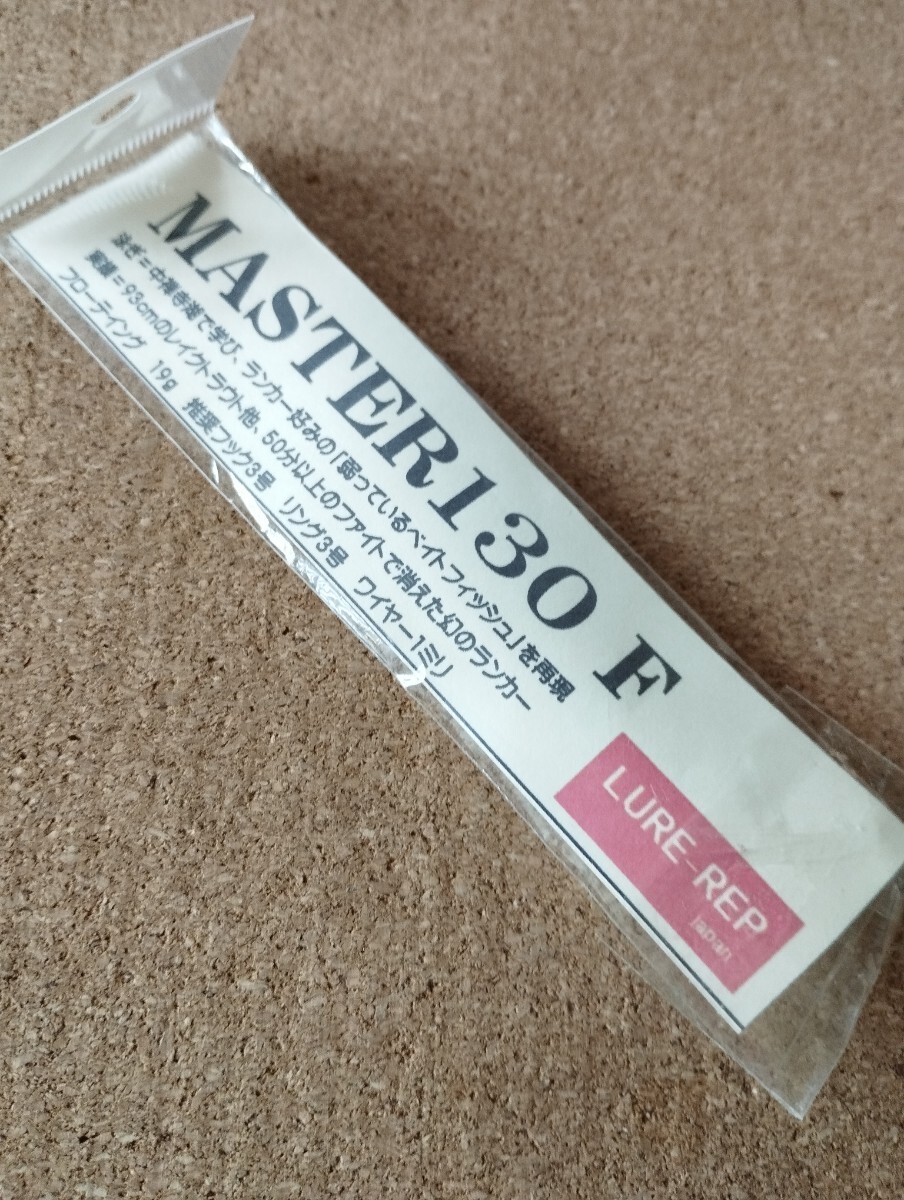 MASTER130 F
泳ぎ=中禅寺湖で学び、ランカー好みの「弱っているベイトフィッシュ」を再現
実績=93cmのレイクトラウト他、50分以上のファイトで消えた幻のランカー
フローティング 19g 推奨フック3号 リング3号 ワイヤー1ミリ
LURE-REP
Japan